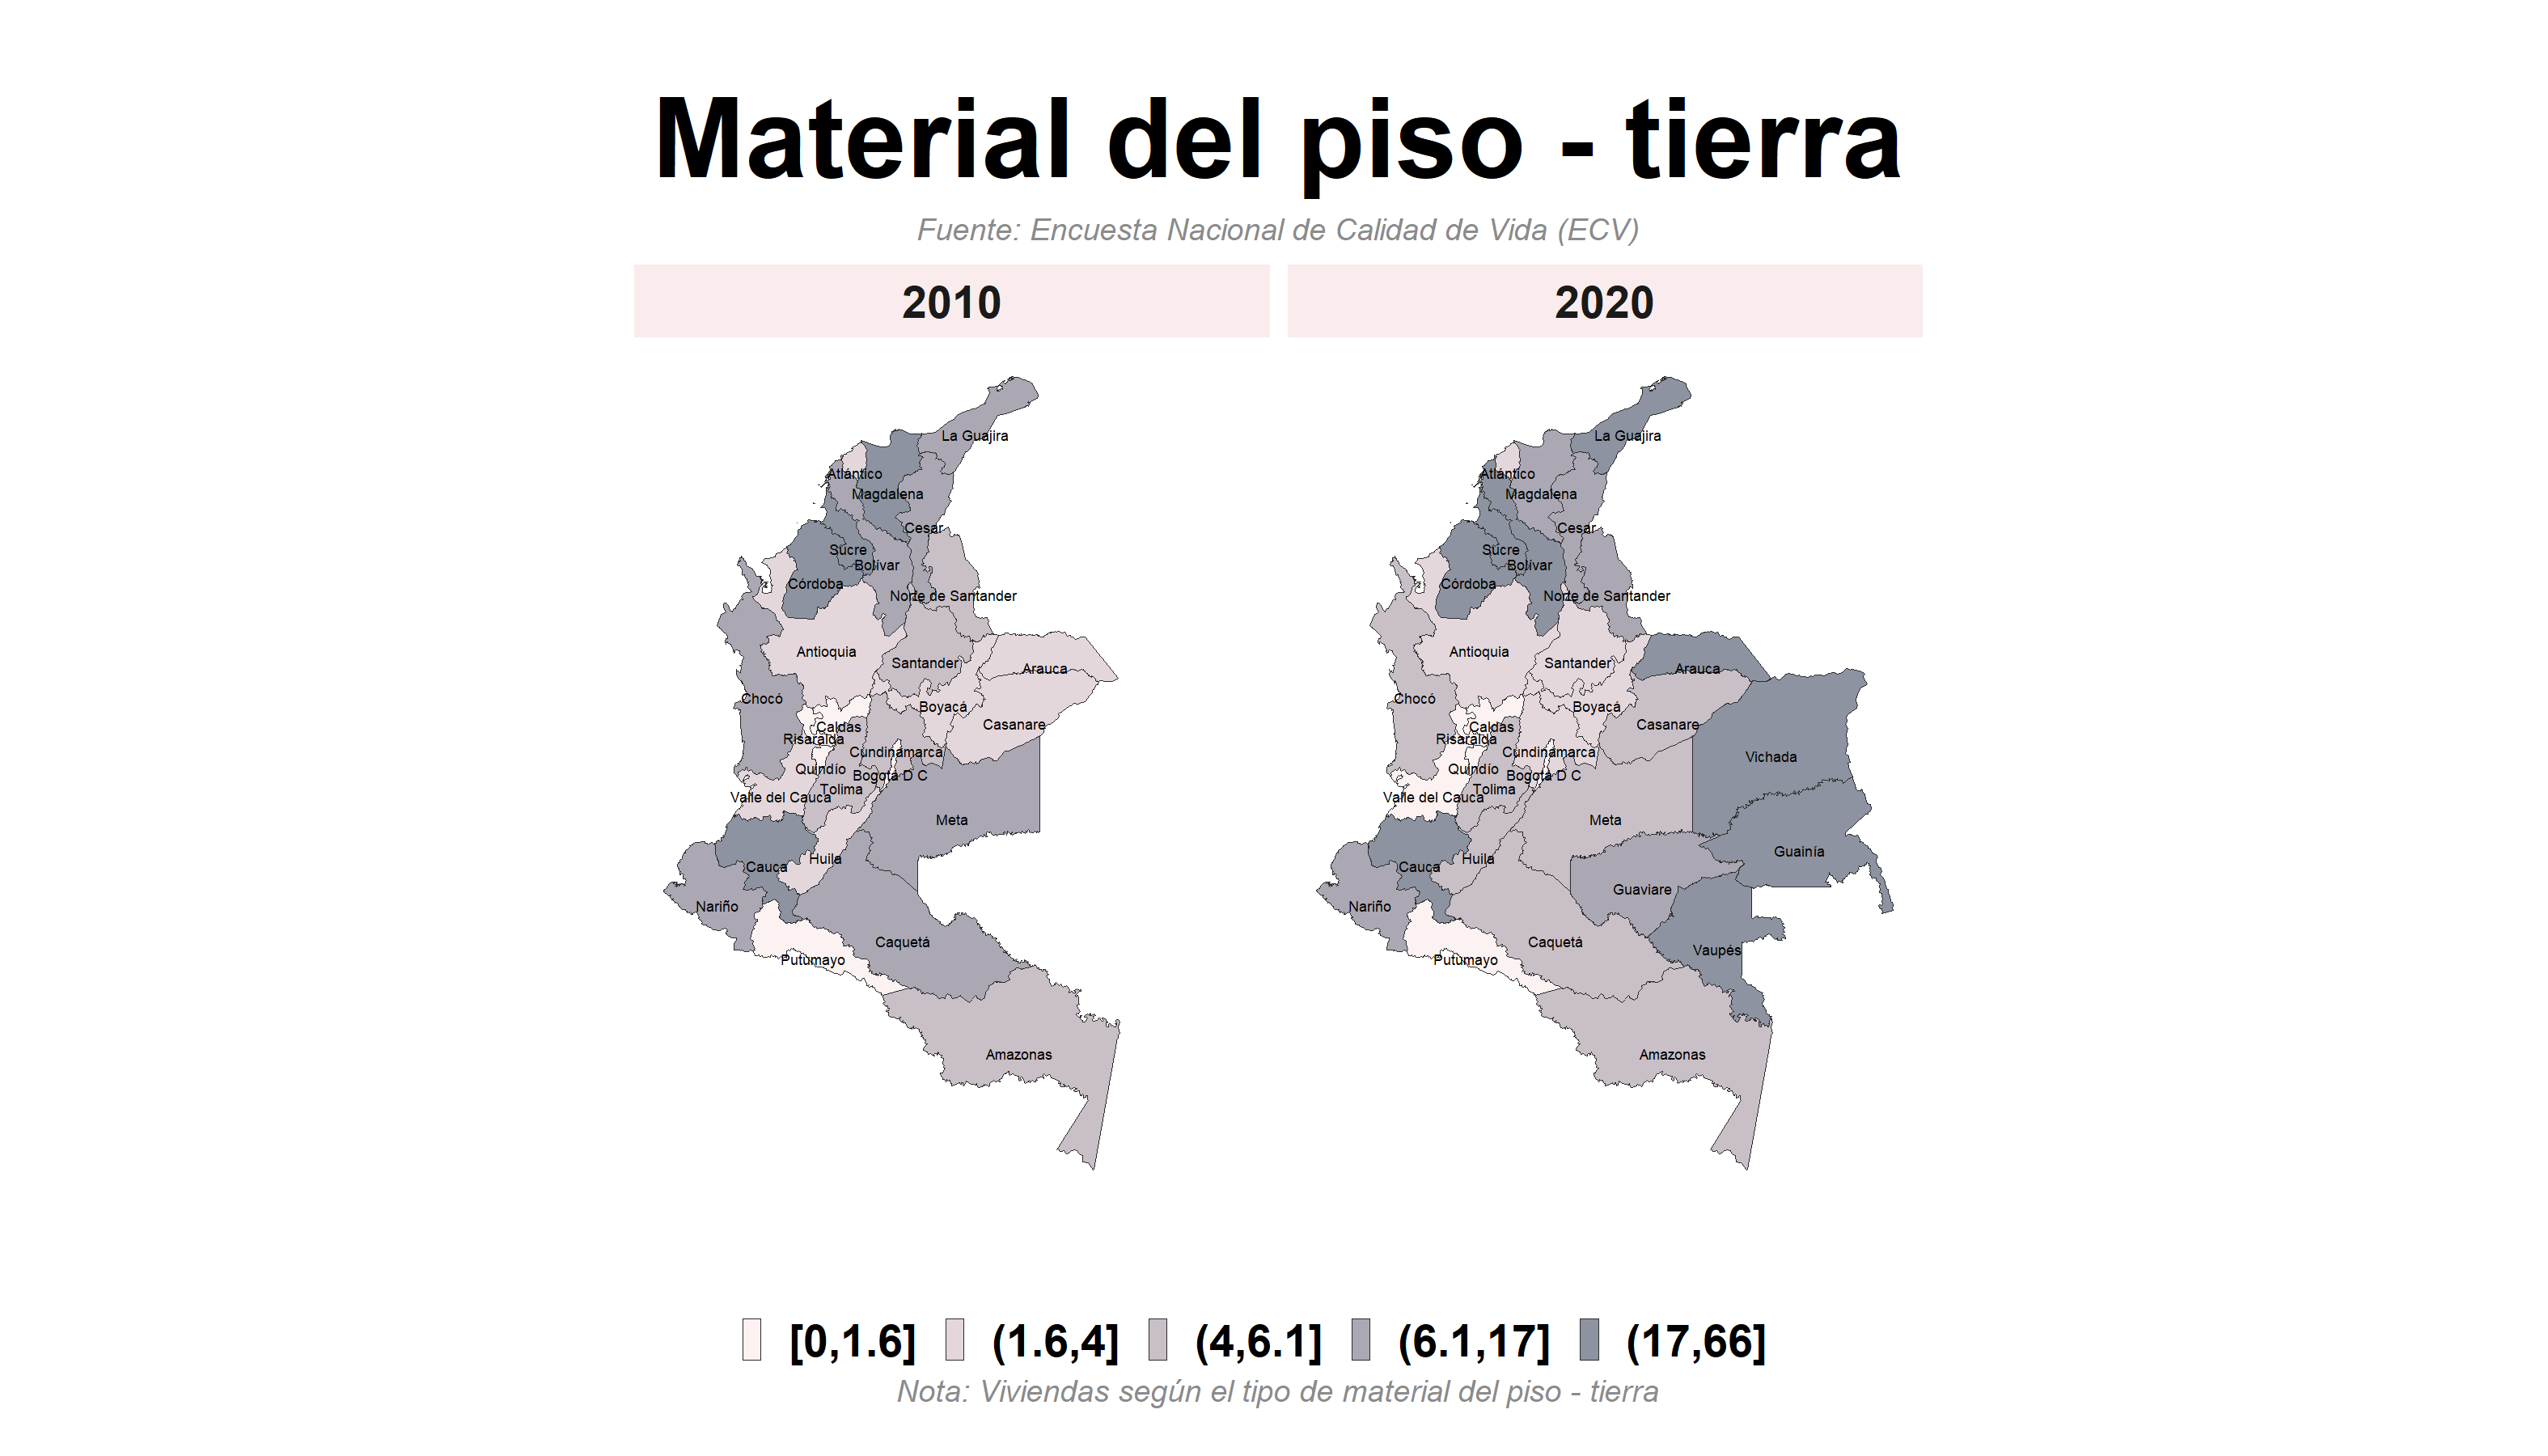 Material del piso - tierra
Fuente: Encuesta Nacional de Calidad de Vida (ECV)
2010
La Guajira
Atlántico
Magdalena
Cesar
Sucre
Bolívar
Córdoba
Norte de Santander
Antioquia
Santander
Arauca
Chocó
Boyacá
Casanare
Caldas
Risaralda
Cundinamarca
Quindío
Bogotá D C
Tolima
Valle del Cauca
Meta
Huila
Cauca
Nariño
Caquetá
Putumayo
Amazonas
2020
La Guajira
Atlántico
Magdalena
Cesar
Sucre
Bolívar
Córdoba
Norte de Santander
Antioquia
Santander
Arauca
Chocó
Boyacá
Casanare
Caldas
Risaralda
Cundinamarca
Vichada
Quindío
Bogotá D C
Tolima
Valle del Cauca
Meta
Guainía
Huila
Cauca
Guaviare
Nariño
Caquetá
Vaupés
Putumayo
Amazonas
[0,1.6] (1.6,4] (4,6.1] (6.1,17] (17,66]
Nota: Viviendas según el tipo de material del piso - tierra